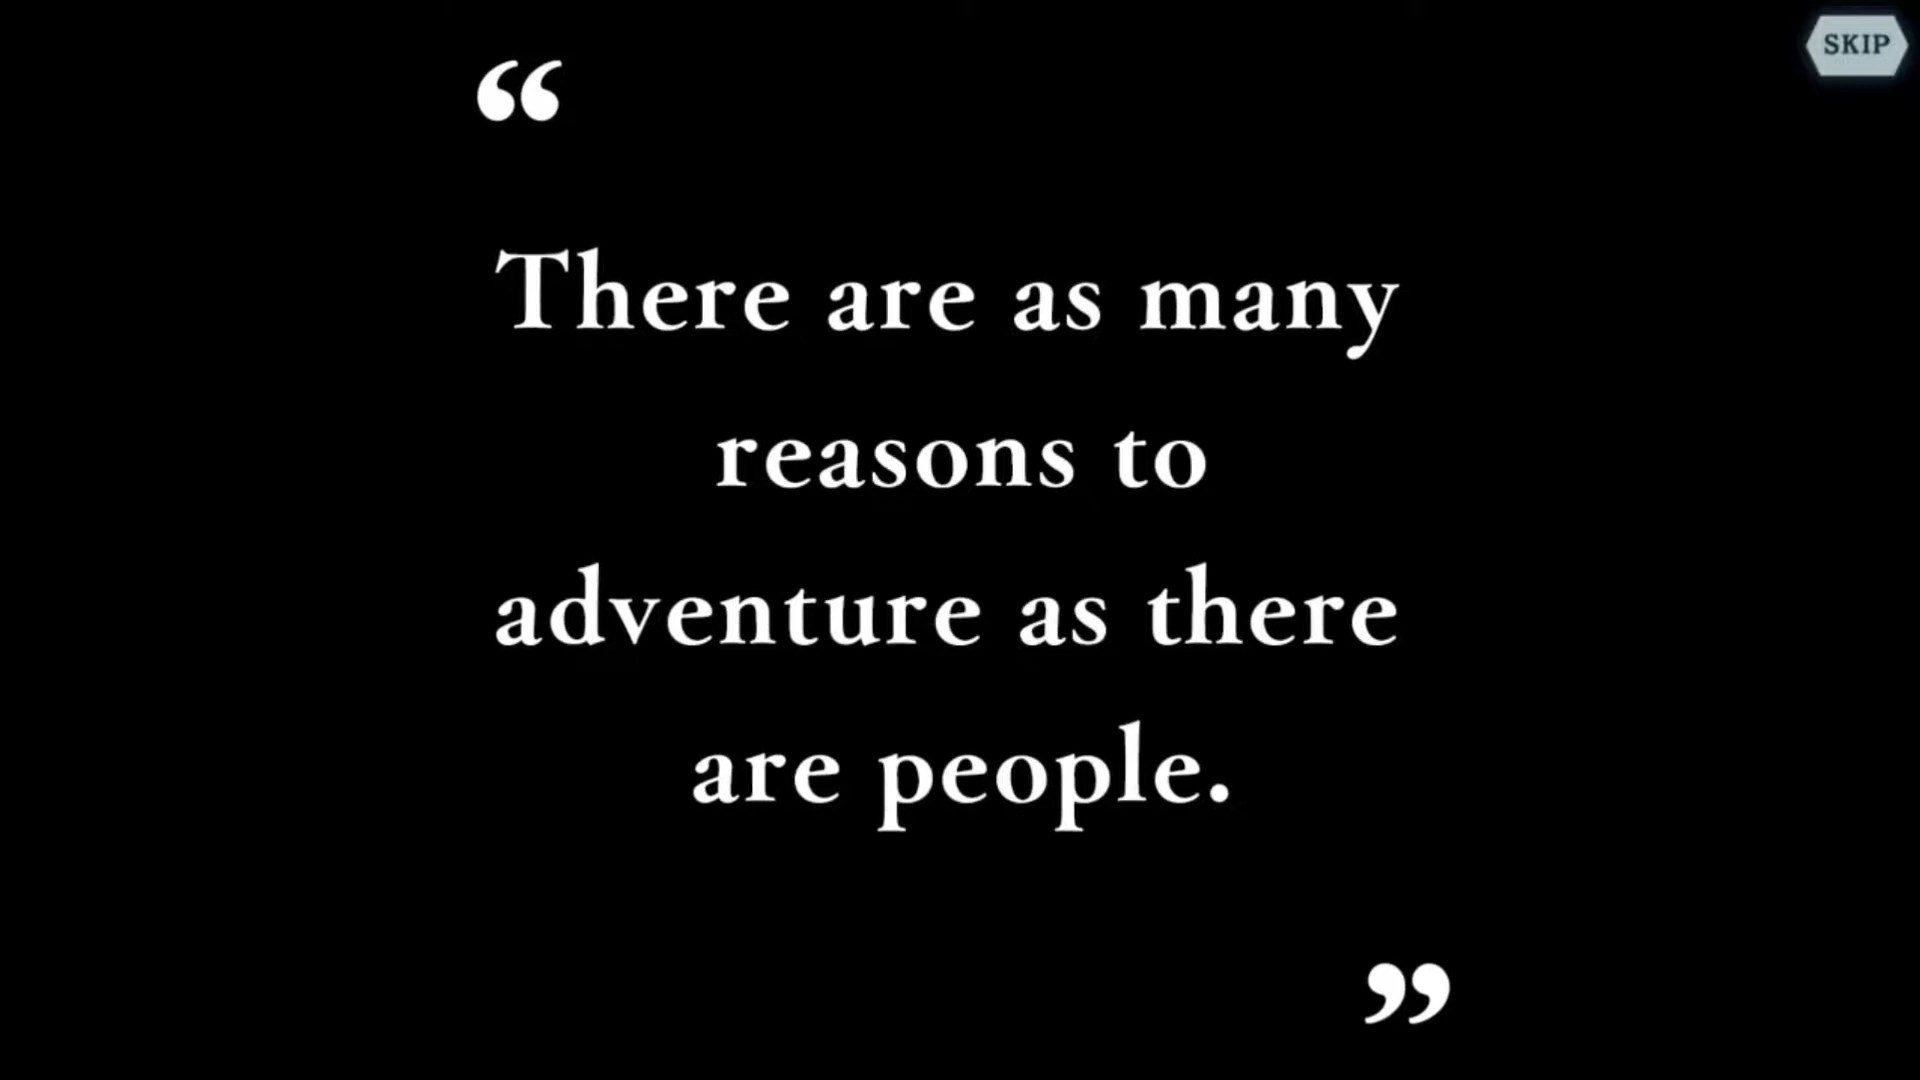 SKIP
“
There are as many
reasons to
adventure as there
are people.
”